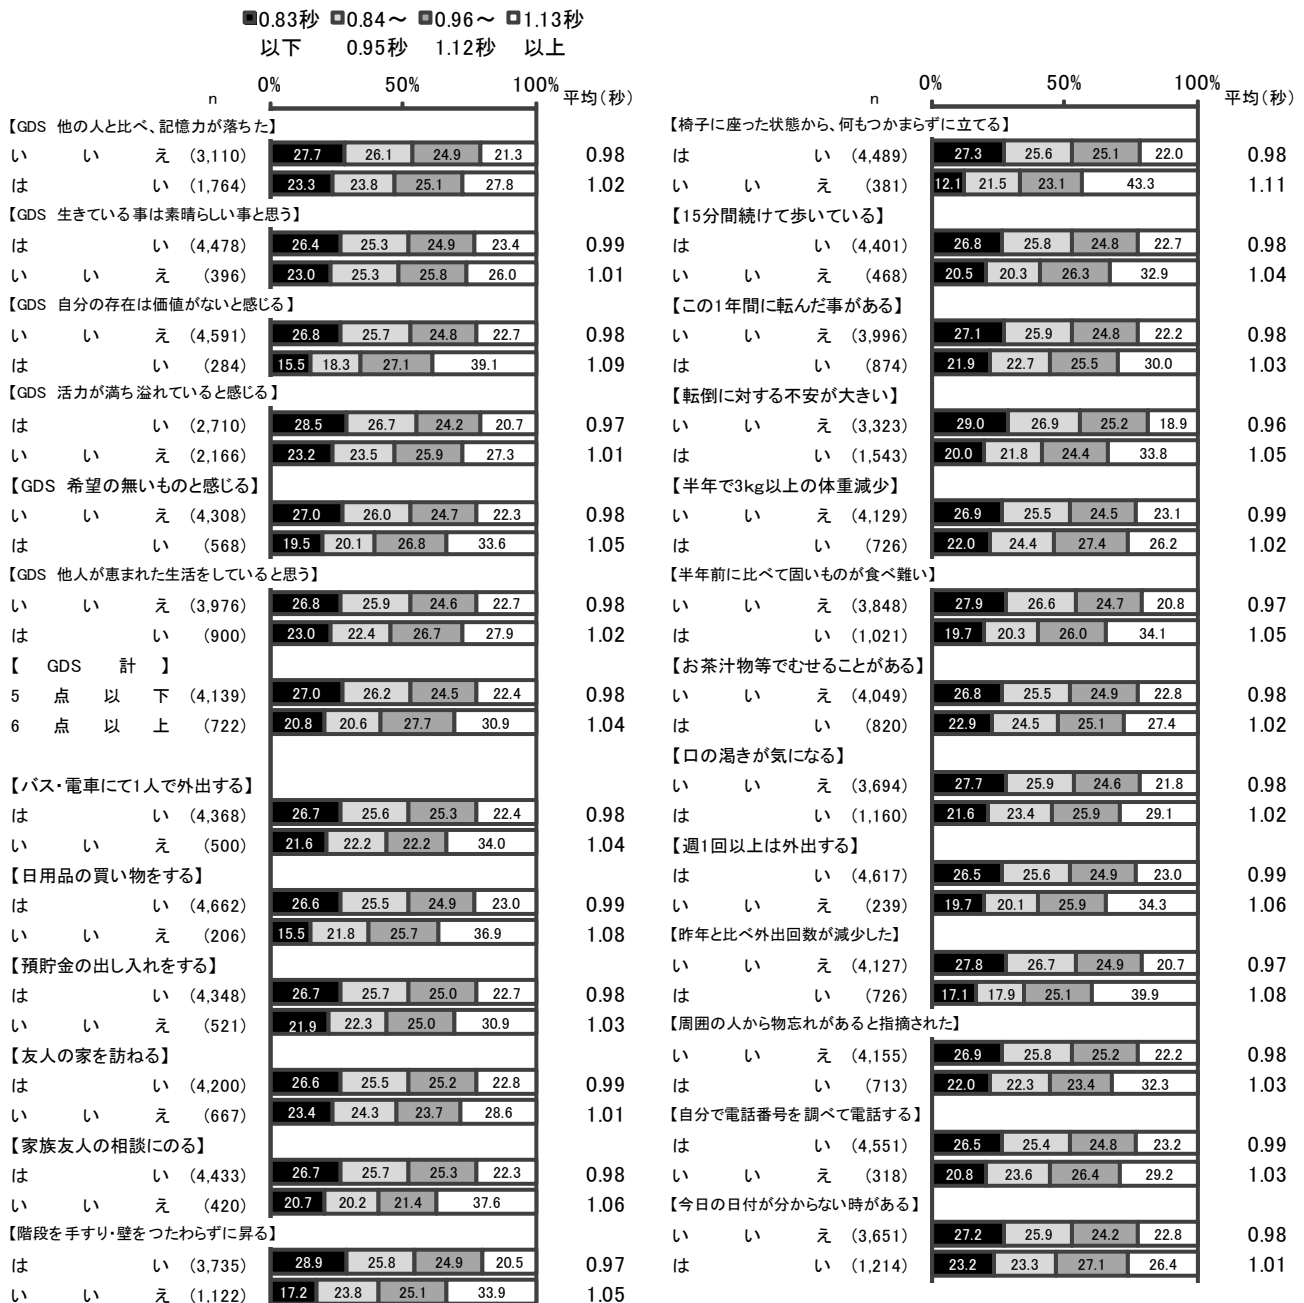 ■0.83秒以下 □0.84～0.95秒 ■0.96～1.12秒 □1.13秒以上
n 0% 50% 100% 平均(秒)
【GDS 他の人と比べ、記憶力が落ちた】
いいえ (3,110) 27.7 26.1 24.9 21.3 0.98
はい (1,764) 23.3 23.8 25.1 27.8 1.02
【GDS 生きている事は素晴らしい事と思う】
はい (4,478) 26.4 25.3 24.9 23.4 0.99
いいえ (396) 23.0 25.3 25.8 26.0 1.01
【GDS 自分の存在は価値がないと感じる】
いいえ (4,591) 26.8 25.7 24.8 22.7 0.98
はい (284) 15.5 18.3 27.1 39.1 1.09
【GDS 活力が満ち溢れていると感じる】
はい (2,710) 28.5 26.7 24.2 20.7 0.97
いいえ (2,166) 23.2 23.5 25.9 27.3 1.01
【GDS 希望の無いものと感じる】
いいえ (4,308) 27.0 26.0 24.7 22.3 0.98
はい (568) 19.5 20.1 26.8 33.6 1.05
【GDS 他人が恵まれた生活をしていると思う】
いいえ (3,976) 26.8 25.9 24.6 22.7 0.98
はい (900) 23.0 22.4 26.7 27.9 1.02
【 GDS 計 】
5点以下 (4,139) 27.0 26.2 24.5 22.4 0.98
6点以上 (722) 20.8 20.6 27.7 30.9 1.04
【バス・電車にて1人で外出する】
はい (4,368) 26.7 25.6 25.3 22.4 0.98
いいえ (500) 21.6 22.2 22.2 34.0 1.04
【日用品の買い物をする】
はい (4,662) 26.6 25.5 24.9 23.0 0.99
いいえ (206) 15.5 21.8 25.7 36.9 1.08
【預貯金の出し入れをする】
はい (4,348) 26.7 25.7 25.0 22.7 0.98
いいえ (521) 21.9 22.3 25.0 30.9 1.03
【友人の家を訪ねる】
はい (4,200) 26.6 25.5 25.2 22.8 0.99
いいえ (667) 23.4 24.3 23.7 28.6 1.01
【家族友人の相談にのる】
はい (4,433) 26.7 25.7 25.3 22.3 0.98
いいえ (420) 20.7 20.2 21.4 37.6 1.06
【階段を手すり・壁をつたわらずに昇る】
はい (3,735) 28.9 25.8 24.9 20.5 0.97
いいえ (1,122) 17.2 23.8 25.1 33.9 1.05
n 0% 50% 100% 平均(秒)
【椅子に座った状態から、何もつかまらずに立てる】
はい (4,489) 27.3 25.6 25.1 22.0 0.98
いいえ (381) 12.1 21.5 23.1 43.3 1.11
【15分間続けて歩いている】
はい (4,401) 26.8 25.8 24.8 22.7 0.98
いいえ (468) 20.5 20.3 26.3 32.9 1.04
【この1年間に転んだ事がある】
いいえ (3,996) 27.1 25.9 24.8 22.2 0.98
はい (874) 21.9 22.7 25.5 30.0 1.03
【転倒に対する不安が大きい】
いいえ (3,323) 29.0 26.9 25.2 18.9 0.96
はい (1,543) 20.0 21.8 24.4 33.8 1.05
【半年で3kg以上の体重減少】
いいえ (4,129) 26.9 25.5 24.5 23.1 0.99
はい (726) 22.0 24.4 27.4 26.2 1.02
【半年前に比べて固いものが食べ難い】
いいえ (3,848) 27.9 26.6 24.7 20.8 0.97
はい (1,021) 19.7 20.3 26.0 34.1 1.05
【お茶汁物等でむせることがある】
いいえ (4,049) 26.8 25.5 24.9 22.8 0.98
はい (820) 22.9 24.5 25.1 27.4 1.02
【口の渇きが気になる】
いいえ (3,694) 27.7 25.9 24.6 21.8 0.98
はい (1,160) 21.6 23.4 25.9 29.1 1.02
【週1回以上は外出する】
はい (4,617) 26.5 25.6 24.9 23.0 0.99
いいえ (239) 19.7 20.1 25.9 34.3 1.06
【昨年と比べ外出回数が減少した】
いいえ (4,127) 27.8 26.7 24.9 20.7 0.97
はい (726) 17.1 17.9 25.1 39.9 1.08
【周囲の人から物忘れがあると指摘された】
いいえ (4,155) 26.9 25.8 25.2 22.2 0.98
はい (713) 22.0 22.3 23.4 32.3 1.03
【自分で電話番号を調べて電話する】
はい (4,551) 26.5 25.4 24.8 23.2 0.99
いいえ (318) 20.8 23.6 26.4 29.2 1.03
【今日の日付が分からない時がある】
いいえ (3,651) 27.2 25.9 24.2 22.8 0.98
はい (1,214) 23.2 23.3 27.1 26.4 1.01